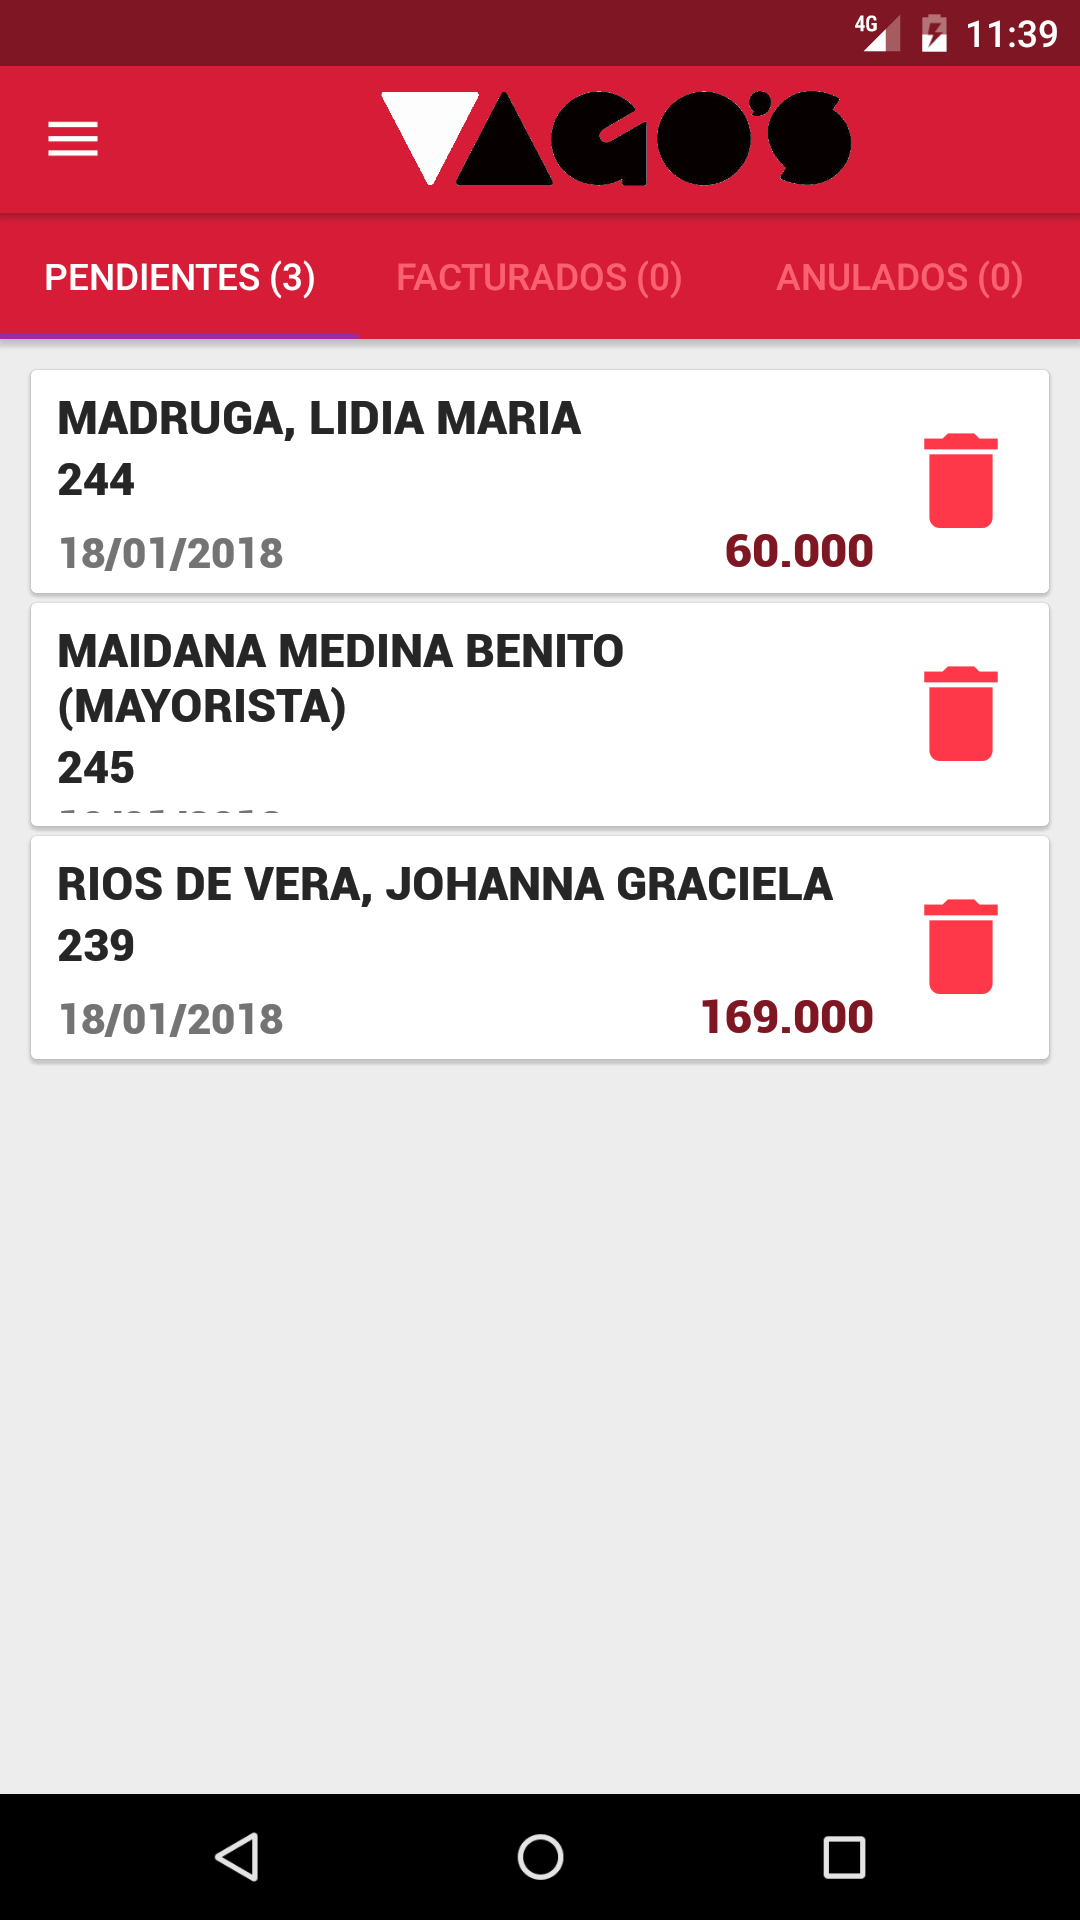 4G 11:39
VAGO'S
PENDIENTES (3) FACTURADOS (0) ANULADOS (0)
MADRUGA, LIDIA MARIA
244
18/01/2018 60.000
MAIDANA MEDINA BENITO
(MAYORISTA)
245
RIOS DE VERA, JOHANNA GRACIELA
239
18/01/2018 169.000